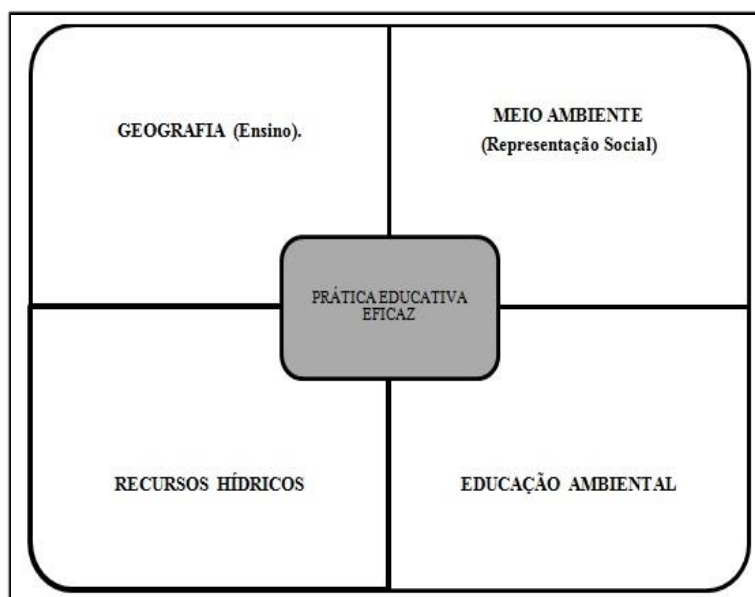 GEOGRAFIA (Ensino).
MEIO AMBIENTE
(Representação Social)
PRÁTICA EDUCATIVA
EFICAZ
RECURSOS HÍDRICOS
EDUCAÇÃO AMBIENTAL